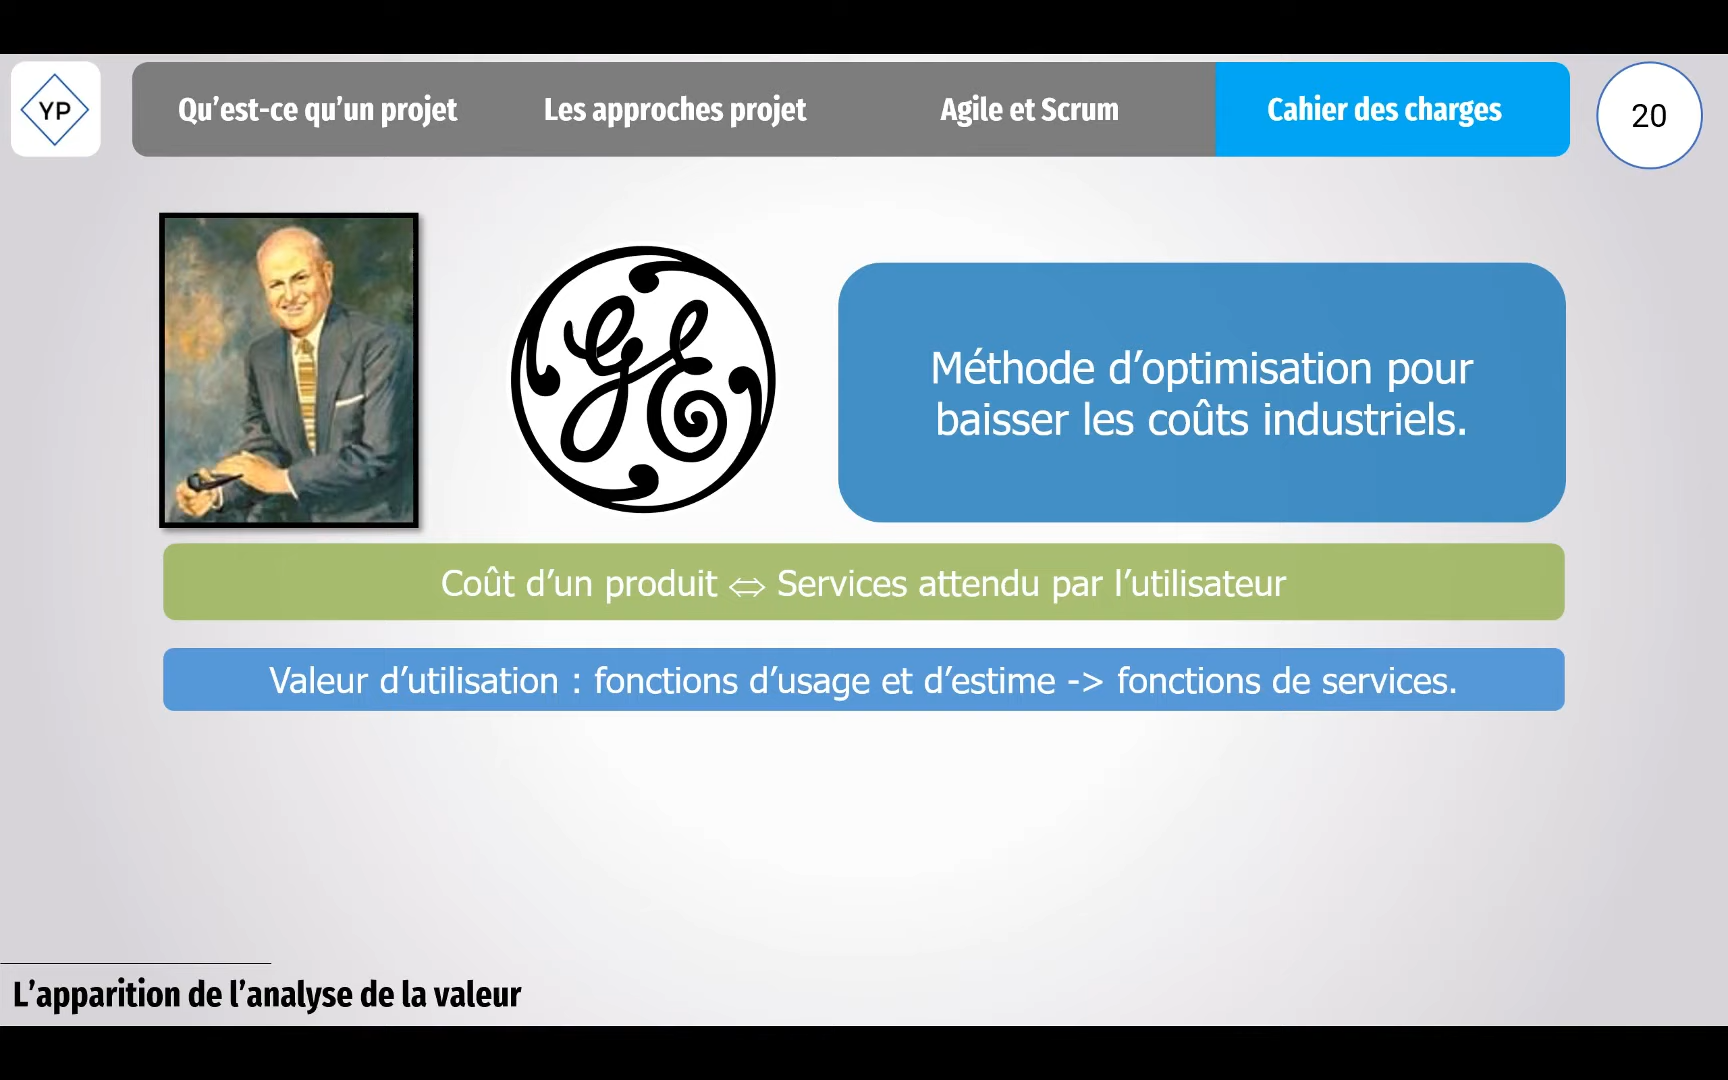 YP
Qu’est-ce qu’un projet
Les approches projet
Agile et Scrum
Cahier des charges
20
GE
Méthode d’optimisation pour
baisser les coûts industriels.
Coût d’un produit ⇔ Services attendu par l’utilisateur
Valeur d’utilisation : fonctions d’usage et d’estime -> fonctions de services.
L’apparition de l’analyse de la valeur